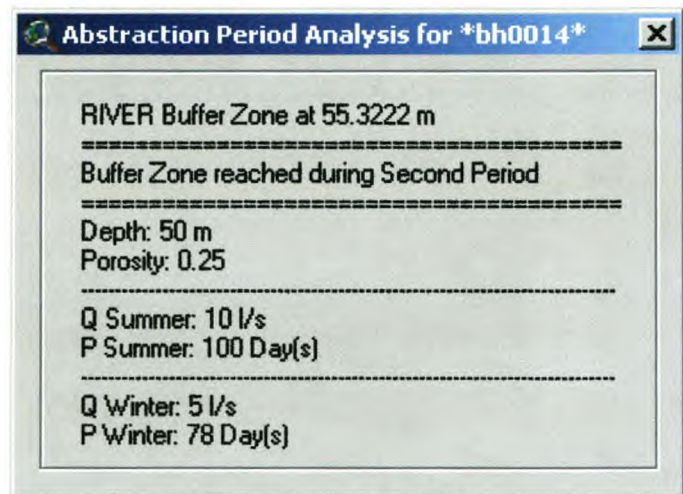 Abstraction Period Analysis for *bh0014*
RIVER Buffer Zone at 55.3222 m
========================================
Buffer Zone reached during Second Period
========================================
Depth: 50 m
Porosity: 0.25
--------------------------------------------------------------------------------
Q Summer: 10 l/s
P Summer: 100 Day(s)
--------------------------------------------------------------------------------
Q Winter: 5 l/s
P Winter: 78 Day(s)